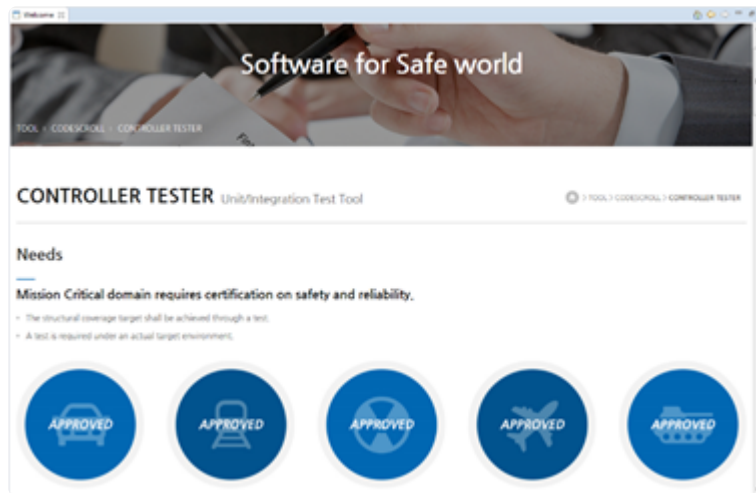 Welcome
Software for Safe world
TOOL > CODESCROLL > CONTROLLER TESTER
CONTROLLER TESTER Unit/Integration Test Tool
> TOOL > CODESCROLL > CONTROLLER TESTER
Needs
Mission Critical domain requires certification on safety and reliability.
• The structural coverage target shall be achieved through a test.
• A test is required under an actual target environment.
APPROVED APPROVED APPROVED APPROVED APPROVED